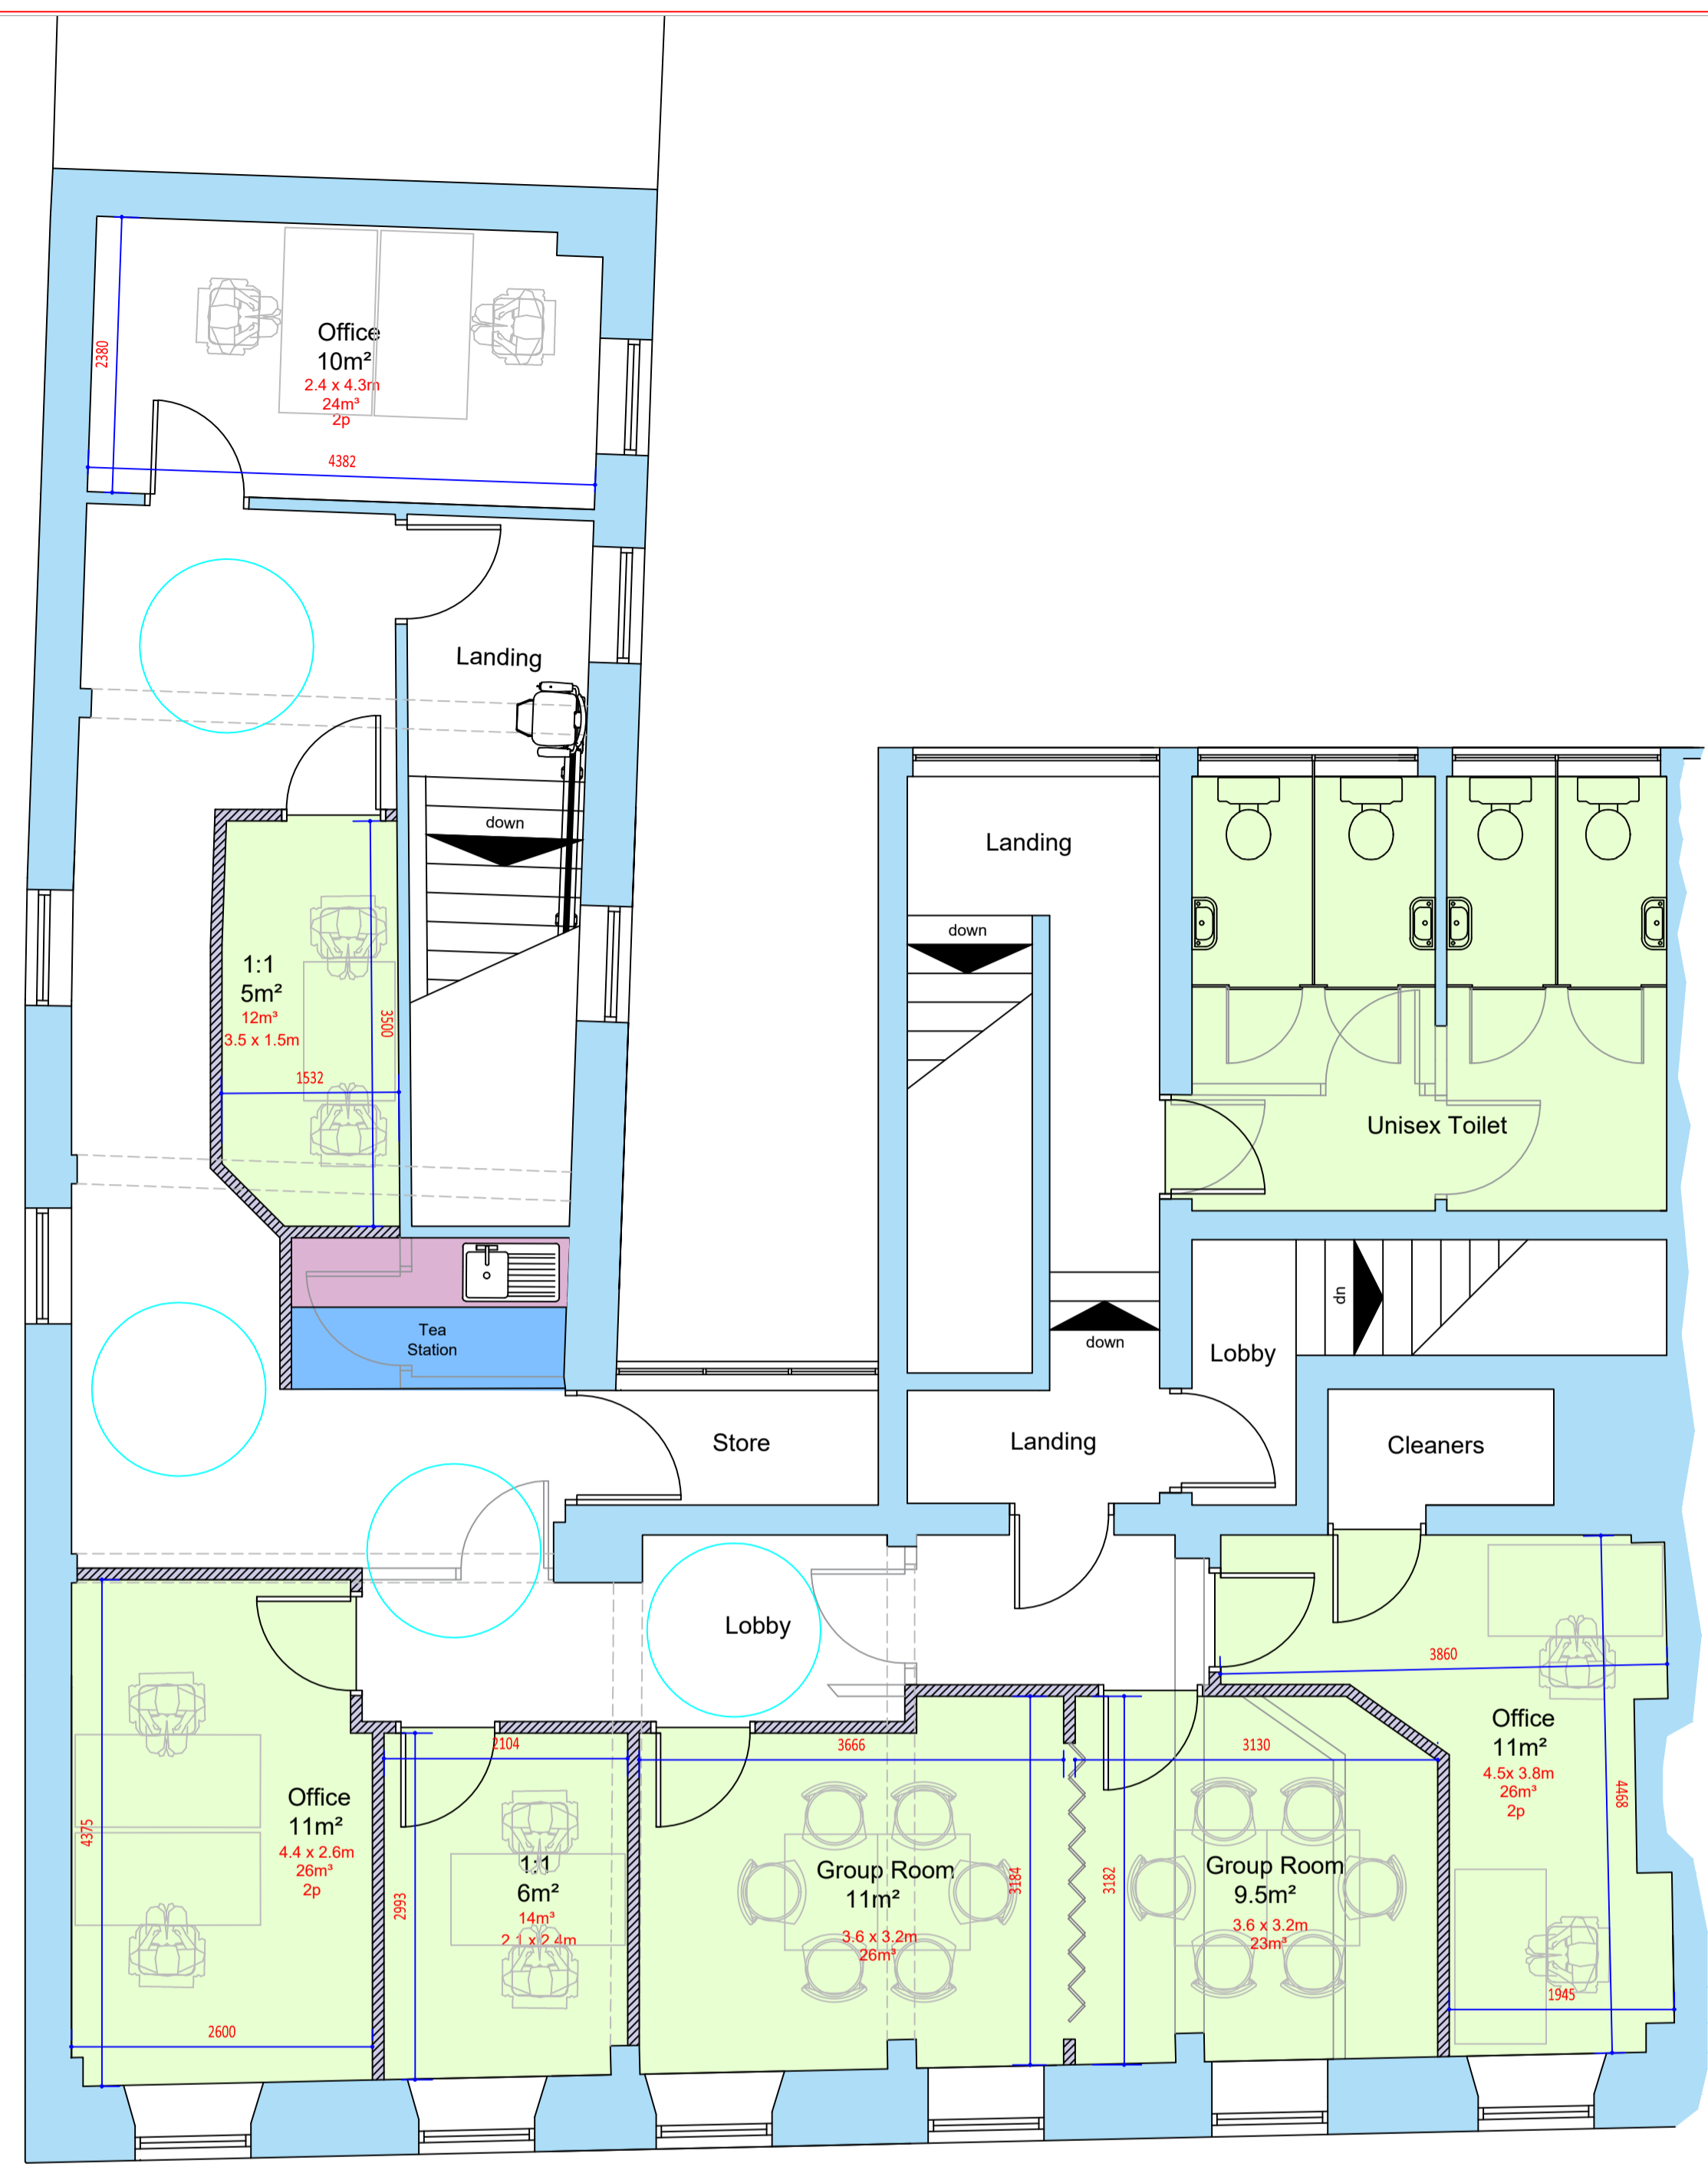 Office
10m²
2.4 x 4.3m
24m³
2p
2380
4382
Landing
down
1:1
5m²
12m³
3.5 x 1.5m
3500
1532
Tea
Station
Landing
down
down
Unisex Toilet
Lobby
dn
Store
Landing
Cleaners
Lobby
3860
Office
11m²
4.5x 3.8m
26m³
2p
4468
1945
Office
11m²
4.4 x 2.6m
26m³
2p
4375
2600
2104
1:1
6m²
14m³
2.1 x 2.4m
2993
3666
Group Room
11m²
3.6 x 3.2m
26m³
3184
3182
3130
Group Room
9.5m²
3.6 x 3.2m
23m³